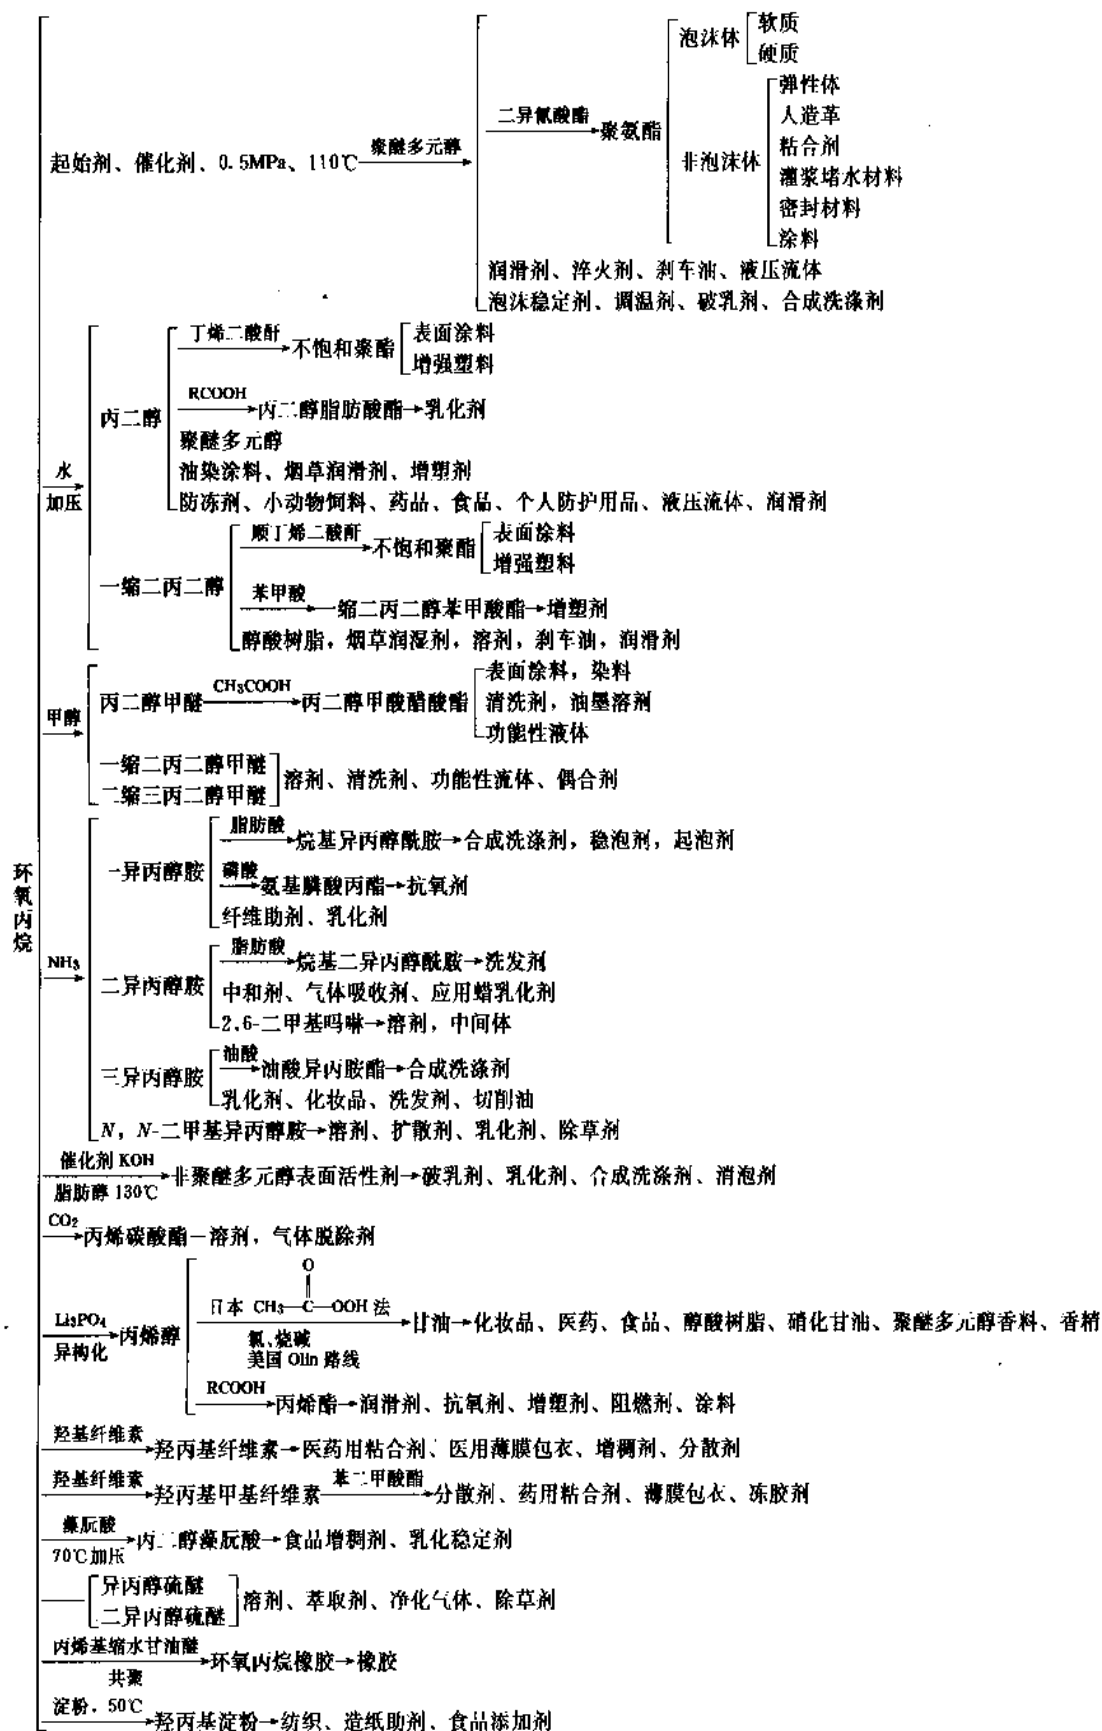 软质
泡沫体
硬质
弹性体
二异氰酸酯
聚氨酯
人造革
粘合剂
起始剂、催化剂、0.5MPa、110℃
聚醚多元醇
非泡沫体
灌浆堵水材料
密封材料
涂料
润滑剂、淬火剂、刹车油、液压流体
泡沫稳定剂、调温剂、破乳剂、合成洗涤剂
丁烯二酸酐
不饱和聚酯
表面涂料
增强塑料
RCOOH
丙二醇脂肪酸酯→乳化剂
丙二醇
聚醚多元醇
水
加压
油染涂料、烟草润滑剂、增塑剂
防冻剂、小动物饲料、药品、食品、个人防护用品、液压流体、润滑剂
顺丁烯二酸酐
不饱和聚酯
表面涂料
增强塑料
一缩二丙二醇
苯甲酸
一缩二丙二醇苯甲酸酯→增塑剂
醇酸树脂，烟草润湿剂，溶剂，刹车油，润滑剂
甲醇
丙二醇甲醚
CH₃COOH
丙二醇甲酸醋酸酯
表面涂料，染料
清洗剂，油墨溶剂
功能性液体
一缩二丙二醇甲醚
二缩三丙二醇甲醚
溶剂、清洗剂、功能性流体、偶合剂
环氧丙烷
NH₃
一异丙醇胺
脂肪酸
烷基异丙醇酰胺→合成洗涤剂，稳泡剂，起泡剂
磷酸
氨基膦酸丙酯→抗氧剂
纤维助剂、乳化剂
二异丙醇胺
脂肪酸
烷基二异丙醇酰胺→洗发剂
中和剂、气体吸收剂、应用蜡乳化剂
2,6-二甲基吗啉→溶剂，中间体
三异丙醇胺
油酸
油酸异丙胺酯→合成洗涤剂
乳化剂、化妆品、洗发剂、切削油
N，N-二甲基异丙醇胺→溶剂、扩散剂、乳化剂、除草剂
催化剂 KOH
脂肪醇 130℃
非聚醚多元醇表面活性剂→破乳剂、乳化剂、合成洗涤剂、消泡剂
CO₂
丙烯碳酸酯—溶剂，气体脱除剂
Li₃PO₄
异构化
丙烯醇
O
日本 CH₃—C—OOH 法
氯、烧碱
美国 Olin 路线
甘油→化妆品、医药、食品、醇酸树脂、硝化甘油、聚醚多元醇香料、香精
RCOOH
丙烯酯→润滑剂、抗氧剂、增塑剂、阻燃剂、涂料
羟基纤维素
羟丙基纤维素→医药用粘合剂、医用薄膜包衣、增稠剂、分散剂
羟基纤维素
羟丙基甲基纤维素
苯二甲酸酯
分散剂、药用粘合剂、薄膜包衣、冻胶剂
藻朊酸
70℃加压
丙二醇藻朊酸→食品增稠剂、乳化稳定剂
异丙醇硫醚
二异丙醇硫醚
溶剂、萃取剂、净化气体、除草剂
丙烯基缩水甘油醚
共聚
环氧丙烷橡胶→橡胶
淀粉，50℃
羟丙基淀粉→纺织、造纸助剂、食品添加剂